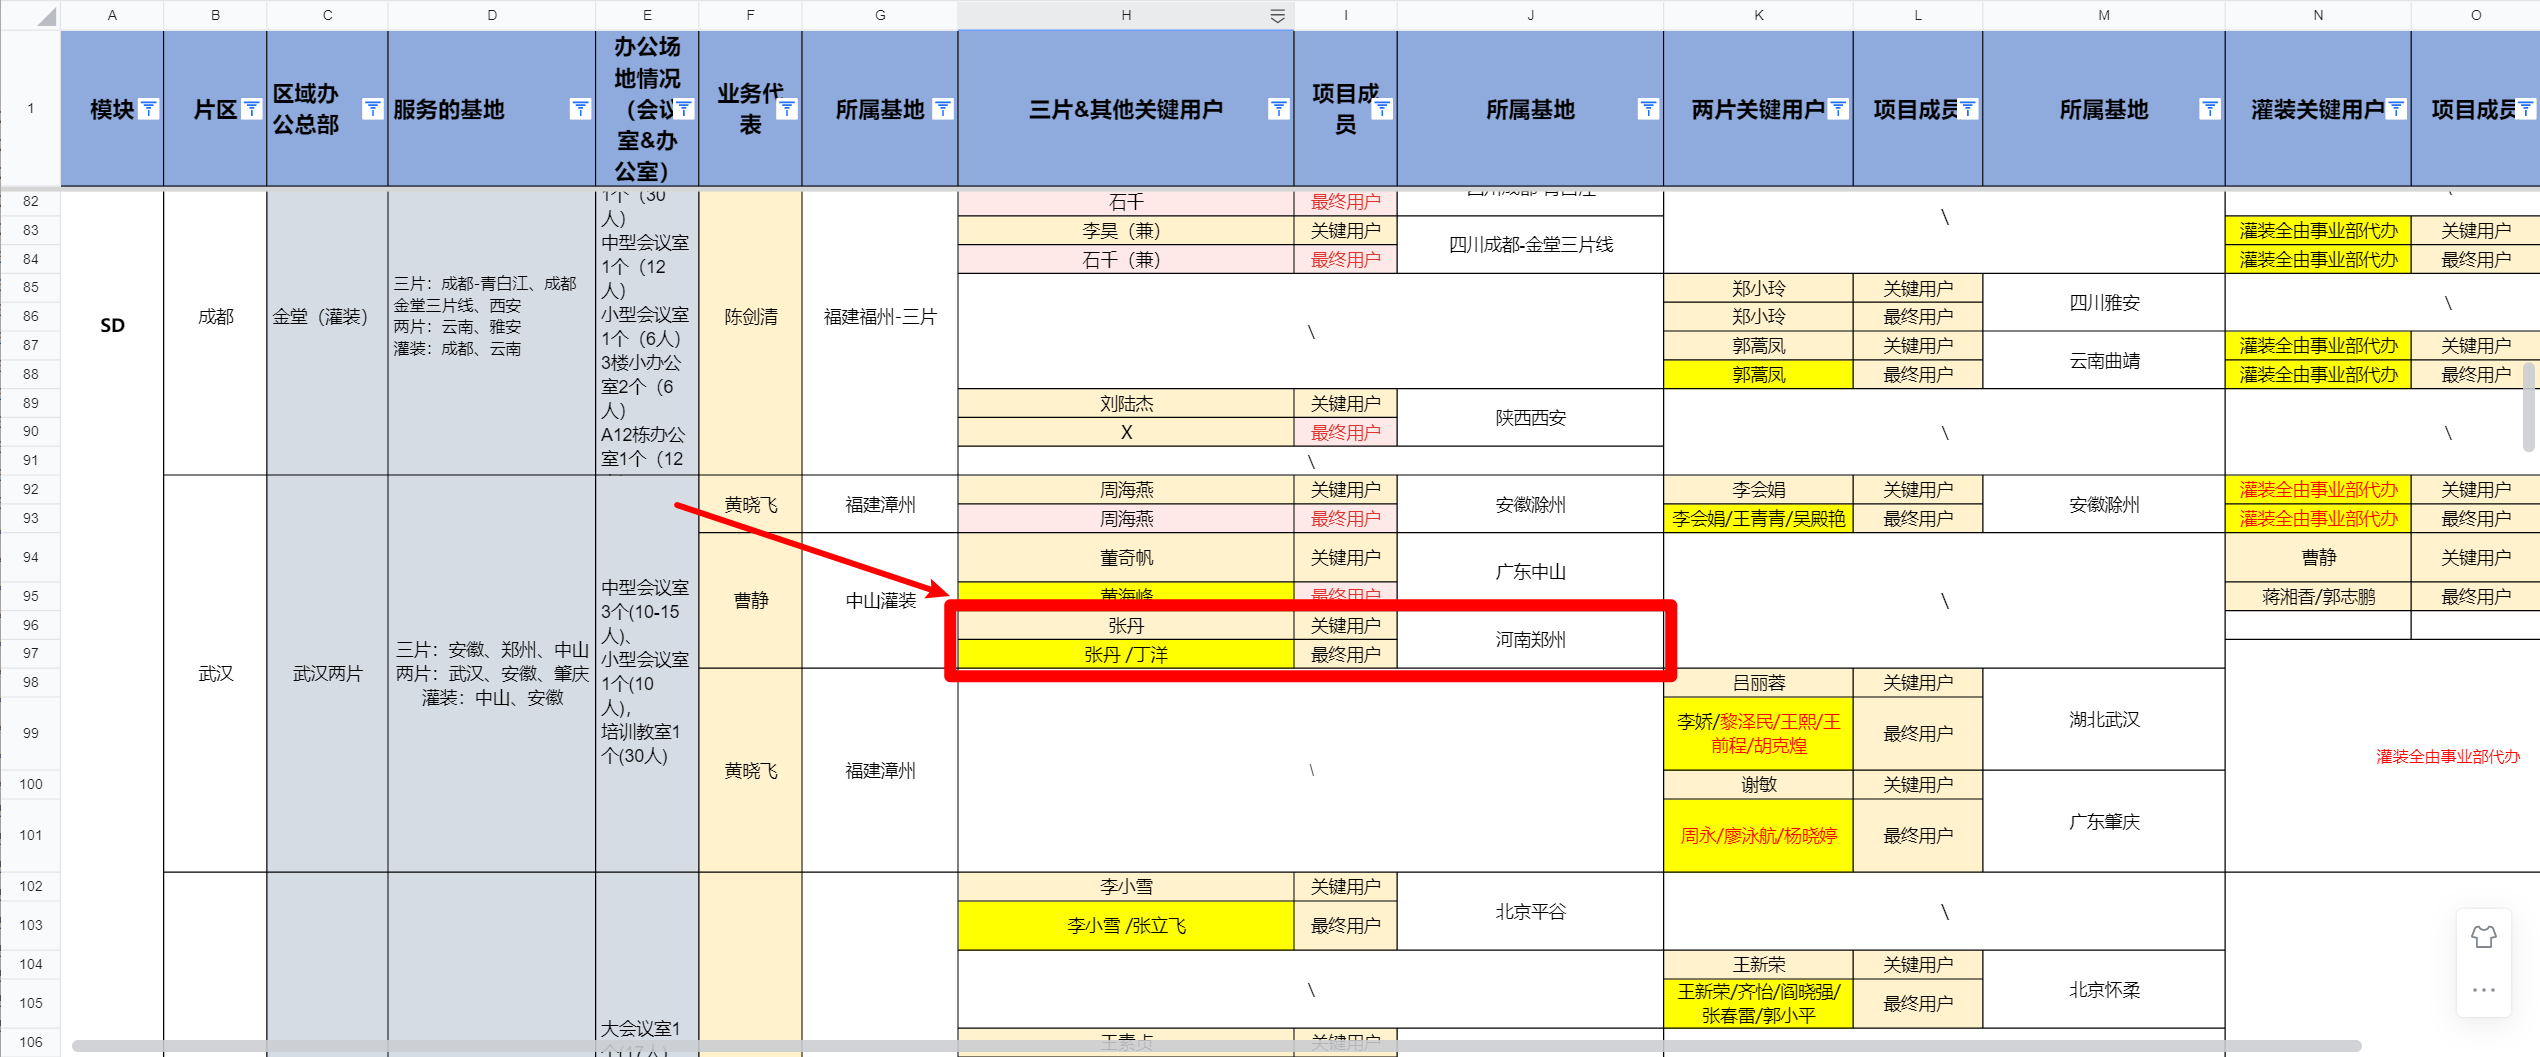 A B C D E F G H I J K L M N O
1
模块
片区
区域办
公总部
服务的基地
办公场
地情况
（会议
室&办
公室）
业务代
表
所属基地
三片&其他关键用户
项目成
员
所属基地
两片关键用户
项目成员
所属基地
灌装关键用户
项目成员
82 石千 最终用户
83 李昊（兼） 关键用户 灌装全由事业部代办 关键用户
84 石千（兼） 最终用户 灌装全由事业部代办 最终用户
四川成都-金堂三片线
\
SD
成都
金堂（灌装）
三片：成都-青白江、成都
金堂三片线、西安
两片：云南、雅安
灌装：成都、云南
1个（30
人）
中型会议室
1个（12
人）
小型会议室
1个（6人）
3楼小办公
室2个（6
人）
A12栋办公
室1个（12
陈剑清
福建福州-三片
85 郑小玲 关键用户
86 郑小玲 最终用户
四川雅安
\
\
87 郭蒿凤 关键用户 灌装全由事业部代办 关键用户
88 郭蒿凤 最终用户 灌装全由事业部代办 最终用户
云南曲靖
89 刘陆杰 关键用户
90 X 最终用户
陕西西安
\
\
91 \
武汉
武汉两片
三片：安徽、郑州、中山
两片：武汉、安徽、肇庆
灌装：中山、安徽
中型会议室
3个(10-15
人)、
小型会议室
1个(10
人)，
培训教室1
个(30人)
92 周海燕 关键用户 李会娟 关键用户 灌装全由事业部代办 关键用户
93 周海燕 最终用户 李会娟/王青青/吴殿艳 最终用户 灌装全由事业部代办 最终用户
黄晓飞
福建漳州
安徽滁州
安徽滁州
94 董奇帆 关键用户 曹静 关键用户
95 黄海峰 最终用户 蒋湘香/郭志鹏 最终用户
曹静
中山灌装
广东中山
\
96 张丹 关键用户
97 张丹 /丁洋 最终用户
河南郑州
98 吕丽蓉 关键用户
99 李娇/黎泽民/王熙/王
前程/胡克煌 最终用户
湖北武汉
黄晓飞
福建漳州
\
灌装全由事业部代办
100 谢敏 关键用户
101 周永/廖泳航/杨晓婷 最终用户
广东肇庆
102 李小雪 关键用户
103 李小雪 /张立飞 最终用户
北京平谷
\
104 王新荣 关键用户
105 王新荣/齐怡/阎晓强/
张春雷/郭小平 最终用户
北京怀柔
\
大会议室1
个(17人)
106 王素贞 关键用户